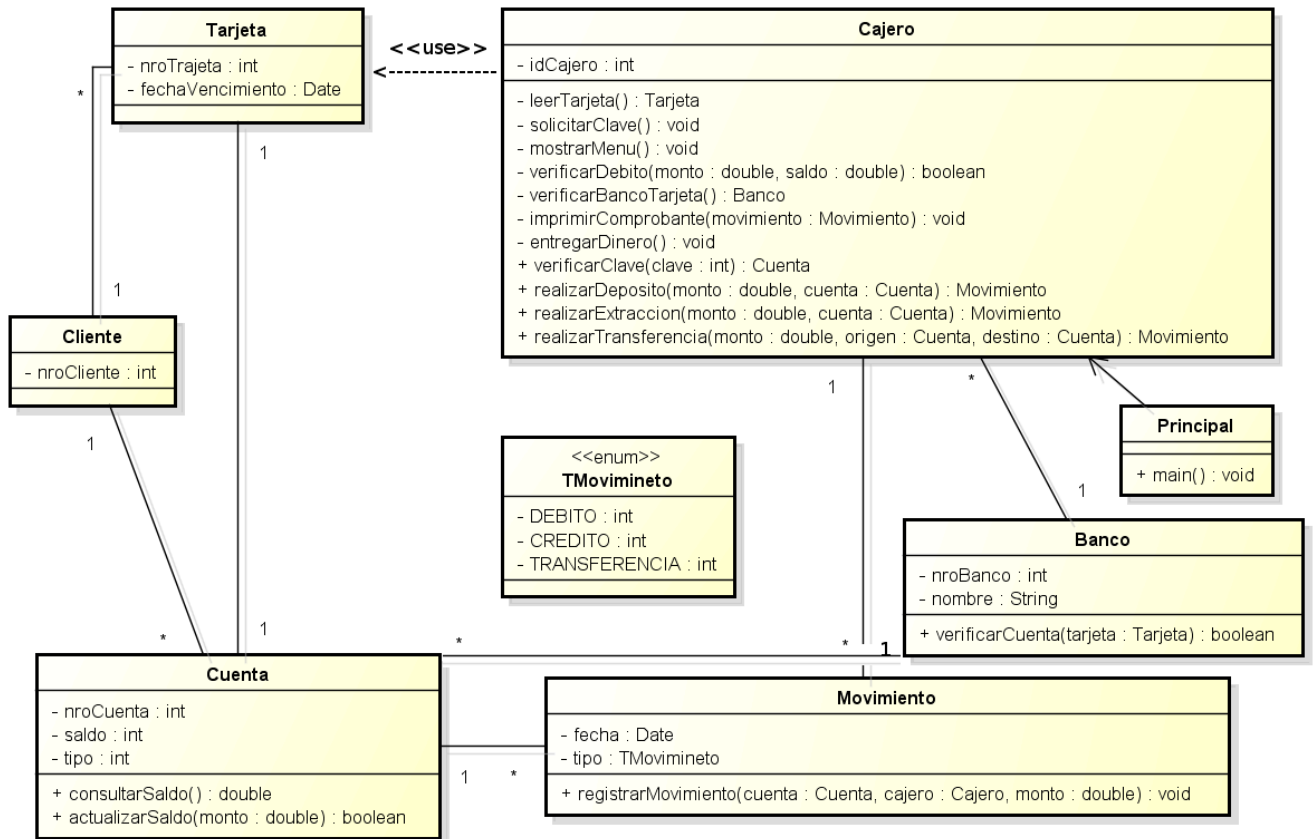 Tarjeta
- nroTrajeta : int
- fechaVencimiento : Date
<<use>>
Cajero
- idCajero : int
- leerTarjeta() : Tarjeta
- solicitarClave() : void
- mostrarMenu() : void
- verificarDebito(monto : double, saldo : double) : boolean
- verificarBancoTarjeta() : Banco
- imprimirComprobante(movimiento : Movimiento) : void
- entregarDinero() : void
+ verificarClave(clave : int) : Cuenta
+ realizarDeposito(monto : double, cuenta : Cuenta) : Movimiento
+ realizarExtraccion(monto : double, cuenta : Cuenta) : Movimiento
+ realizarTransferencia(monto : double, origen : Cuenta, destino : Cuenta) : Movimiento
*
1
1
Cliente
- nroCliente : int
1
*
1
1
*
Principal
+ main() : void
<<enum>>
TMovimineto
- DEBITO : int
- CREDITO : int
- TRANSFERENCIA : int
1
Banco
- nroBanco : int
- nombre : String
+ verificarCuenta(tarjeta : Tarjeta) : boolean
*
*
1
Cuenta
- nroCuenta : int
- saldo : int
- tipo : int
+ consultarSaldo() : double
+ actualizarSaldo(monto : double) : boolean
1
*
Movimiento
- fecha : Date
- tipo : TMovimineto
+ registrarMovimiento(cuenta : Cuenta, cajero : Cajero, monto : double) : void